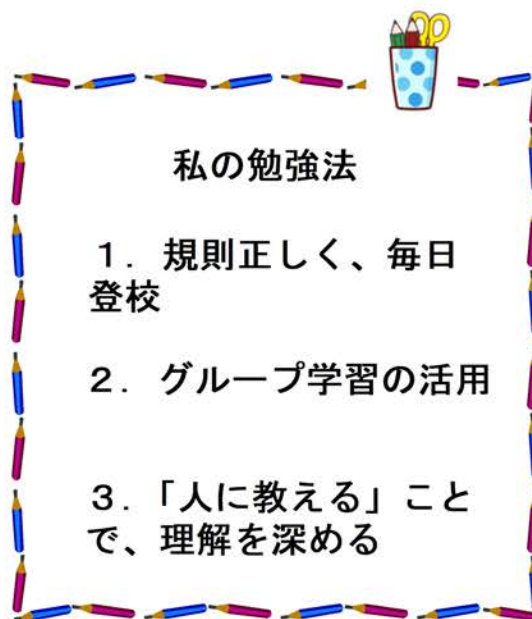 私の勉強法
１．規則正しく、毎日
登校
２．グループ学習の活用
３．「人に教える」こと
で、理解を深める